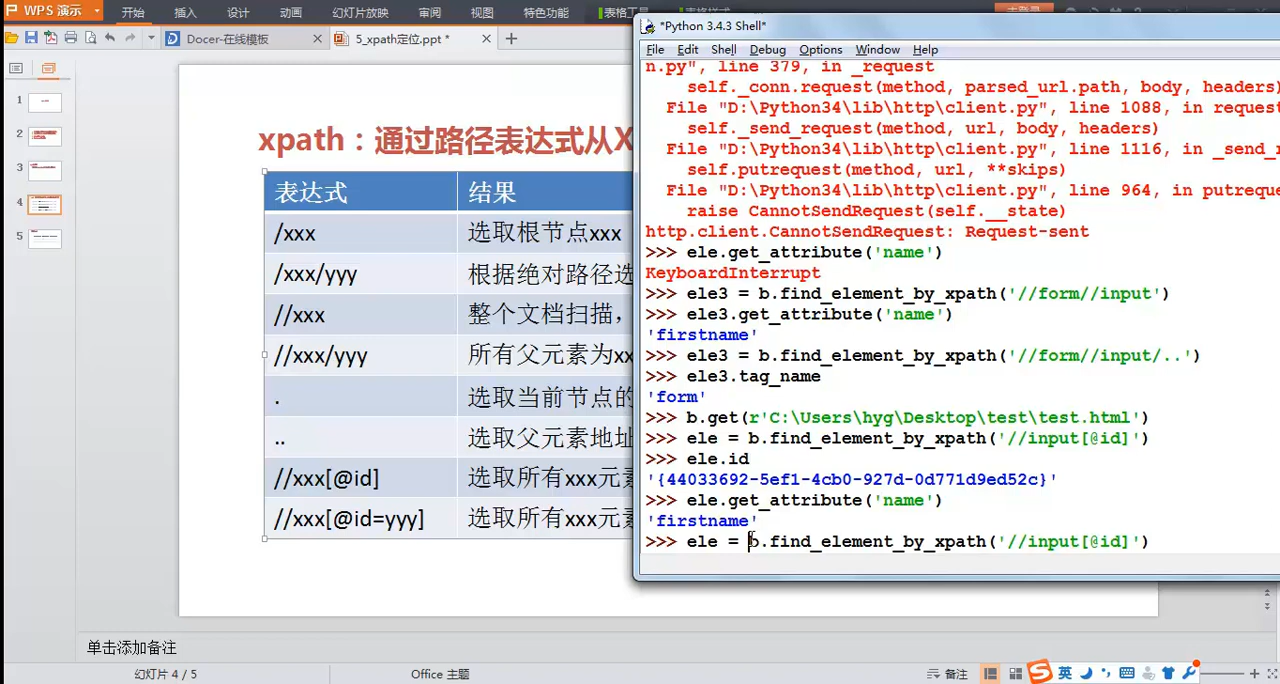 WPS 演示
开始
插入
设计
动画
幻灯片放映
审阅
视图
特色功能
Docer-在线模板
5_xpath定位.ppt*
1
2
3
4
5
xpath：通过路径表达式从X
表达式 结果
/xxx 选取根节点xxx
/xxx/yyy 根据绝对路径选
//xxx 整个文档扫描，
//xxx/yyy 所有父元素为xx
. 选取当前节点的
.. 选取父元素地址
//xxx[@id] 选取所有xxx元素
//xxx[@id=yyy] 选取所有xxx元素
单击添加备注
幻灯片 4 / 5
Office 主题
备注
英
*Python 3.4.3 Shell*
File Edit Shell Debug Options Window Help
n.py", line 379, in _request
self._conn.request(method, parsed_url.path, body, headers)
File "D:\Python34\lib\http\client.py", line 1088, in request
self._send_request(method, url, body, headers)
File "D:\Python34\lib\http\client.py", line 1116, in _send_r
self.putrequest(method, url, **skips)
File "D:\Python34\lib\http\client.py", line 964, in putreque
raise CannotSendRequest(self.__state)
http.client.CannotSendRequest: Request-sent
>>> ele.get_attribute('name')
KeyboardInterrupt
>>> ele3 = b.find_element_by_xpath('//form//input')
>>> ele3.get_attribute('name')
'firstname'
>>> ele3 = b.find_element_by_xpath('//form//input/..')
>>> ele3.tag_name
'form'
>>> b.get(r'C:\Users\hyg\Desktop\test\test.html')
>>> ele = b.find_element_by_xpath('//input[@id]')
>>> ele.id
'{44033692-5ef1-4cb0-927d-0d771d9ed52c}'
>>> ele.get_attribute('name')
'firstname'
>>> ele = b.find_element_by_xpath('//input[@id]')